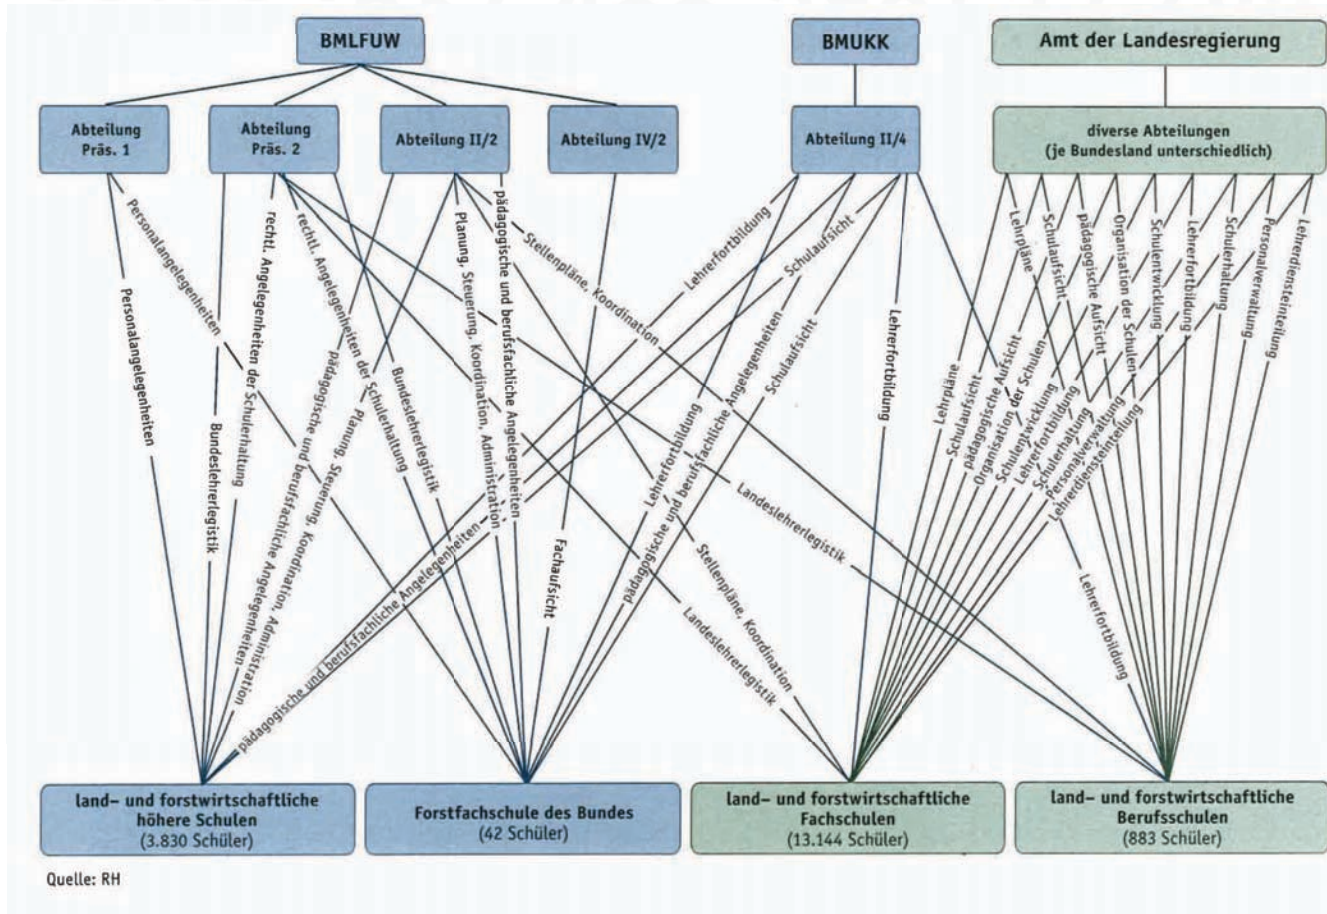 BMLFUW
BMUKK
Amt der Landesregierung
Abteilung
Präs. 1
Abteilung
Präs. 2
Abteilung II/2
Abteilung IV/2
Abteilung II/4
diverse Abteilungen
(je Bundesland unterschiedlich)
Personalangelegenheiten
Personalangelegenheiten
Bundeslehrerlogistik
rechtl. Angelegenheiten der Schulerhaltung
rechtl. Angelegenheiten der Schulerhaltung
Bundeslehrerlogistik
Landeslehrerlogistik
Landeslehrerlogistik
pädagogische und berufsfachliche Angelegenheiten
Planung, Steuerung, Koordination, Administration
Planung, Steuerung, Koordination, Administration
pädagogische und berufsfachliche Angelegenheiten
Stellenpläne, Koordination
Stellenpläne, Koordination
Fachaufsicht
Lehrerfortbildung
Schulaufsicht
pädagogische und berufsfachliche Angelegenheiten
Lehrerfortbildung
pädagogische und berufsfachliche Angelegenheiten
Schulaufsicht
Lehrerfortbildung
Lehrerfortbildung
Lehrpläne
Schulaufsicht
pädagogische Aufsicht
Organisation der Schulen
Schulentwicklung
Lehrerfortbildung
Schulerhaltung
Personalverwaltung
Lehrerdiensteinteilung
Lehrpläne
Schulaufsicht
pädagogische Aufsicht
Organisation der Schulen
Schulentwicklung
Lehrerfortbildung
Schulerhaltung
Personalverwaltung
Lehrerdiensteinteilung
land- und forstwirtschaftliche
höhere Schulen
(3.830 Schüler)
Forstfachschule des Bundes
(42 Schüler)
land- und forstwirtschaftliche
Fachschulen
(13.144 Schüler)
land- und forstwirtschaftliche
Berufsschulen
(883 Schüler)
Quelle: RH